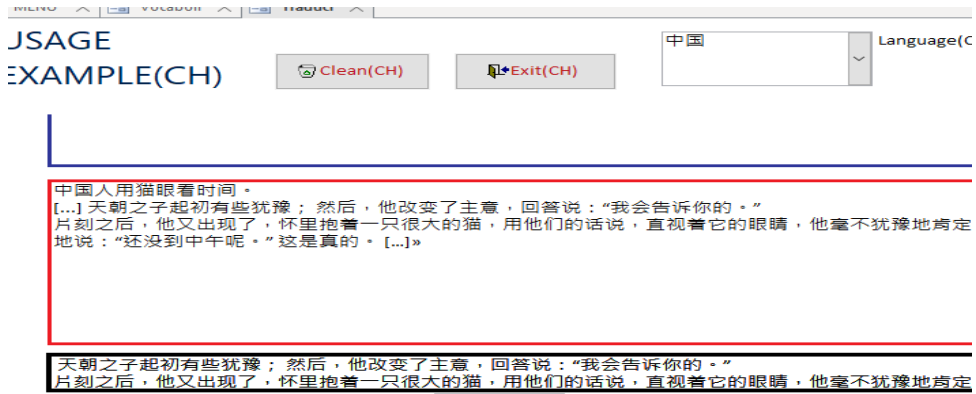 MENU Vocaboli Traduci
USAGE
EXAMPLE(CH)
Clean(CH)
Exit(CH)
中国
中国人用猫眼看时间。
[...] 天朝之子起初有些犹豫； 然后，他改变了主意，回答说：“我会告诉你的。”
片刻之后，他又出现了，怀里抱着一只很大的猫，用他们的话说，直视着它的眼睛，他毫不犹豫地肯定
地说：“还没到中午呢。” 这是真的。 [...]»
天朝之子起初有些犹豫； 然后，他改变了主意，回答说：“我会告诉你的。”
片刻之后，他又出现了，怀里抱着一只很大的猫，用他们的话说，直视着它的眼睛，他毫不犹豫地肯定